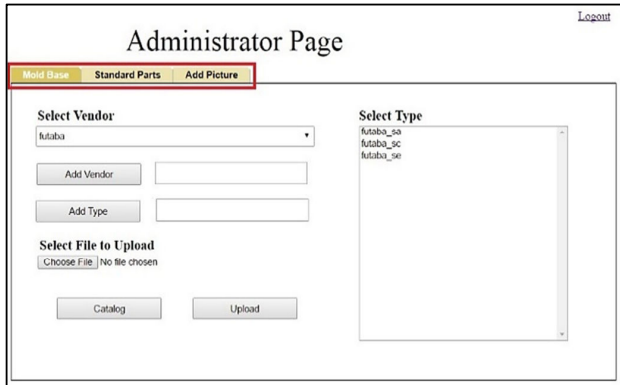 Logout
Administrator Page
Mold Base Standard Parts Add Picture
Select Vendor
futaba
Add Vendor
Add Type
Select File to Upload
Choose File No file chosen
Catalog Upload
Select Type
futaba_sa
futaba_sc
futaba_se